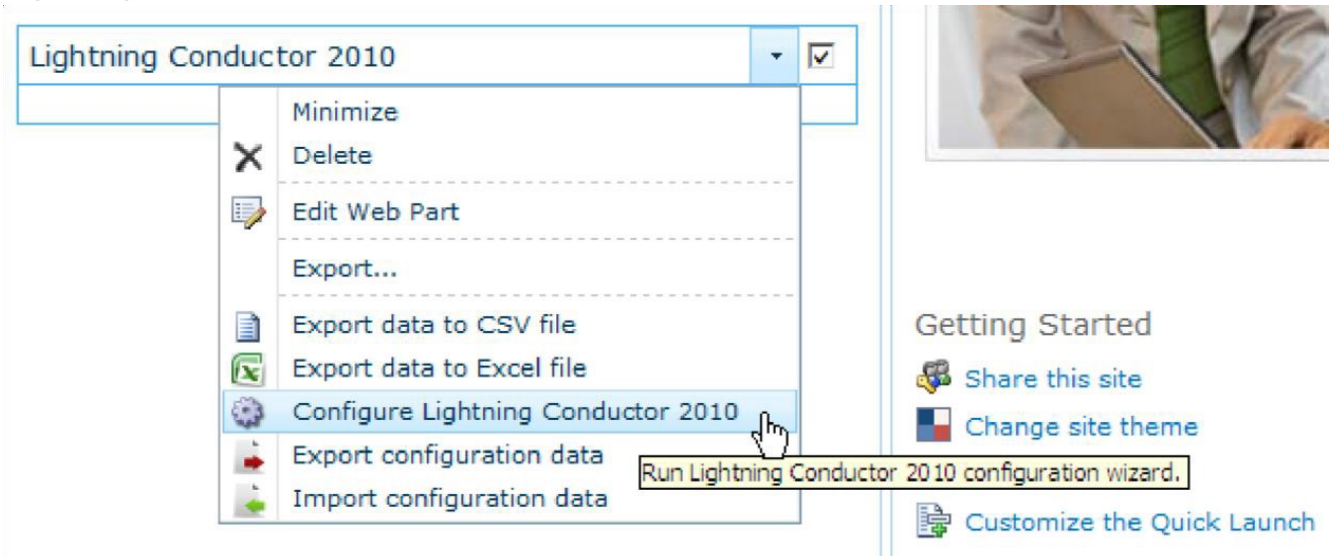 Lightning Conductor 2010
Minimize
Delete
Edit Web Part
Export...
Export data to CSV file
Export data to Excel file
Configure Lightning Conductor 2010
Export configuration data
Import configuration data
Run Lightning Conductor 2010 configuration wizard.
Getting Started
Share this site
Change site theme
Customize the Quick Launch